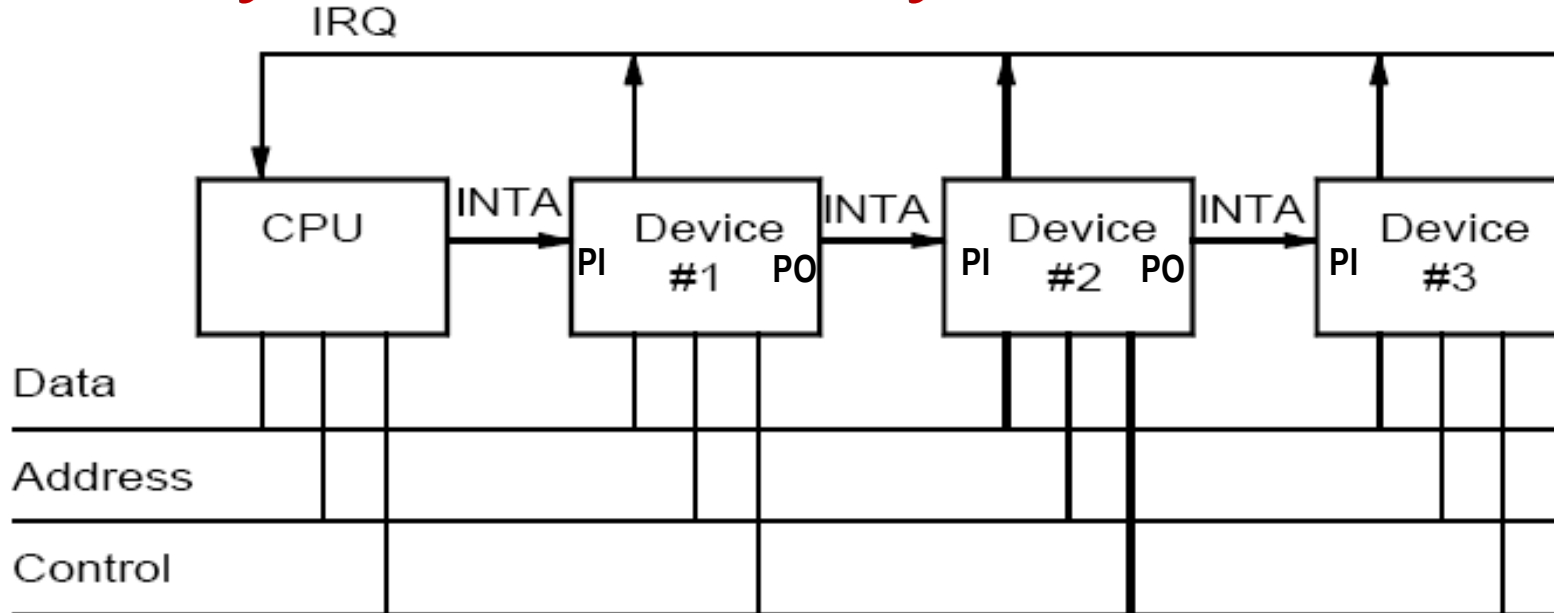 IRQ
CPU
INTA
Device
#1
PI
PO
INTA
Device
#2
PI
PO
INTA
Device
#3
PI
Data
Address
Control